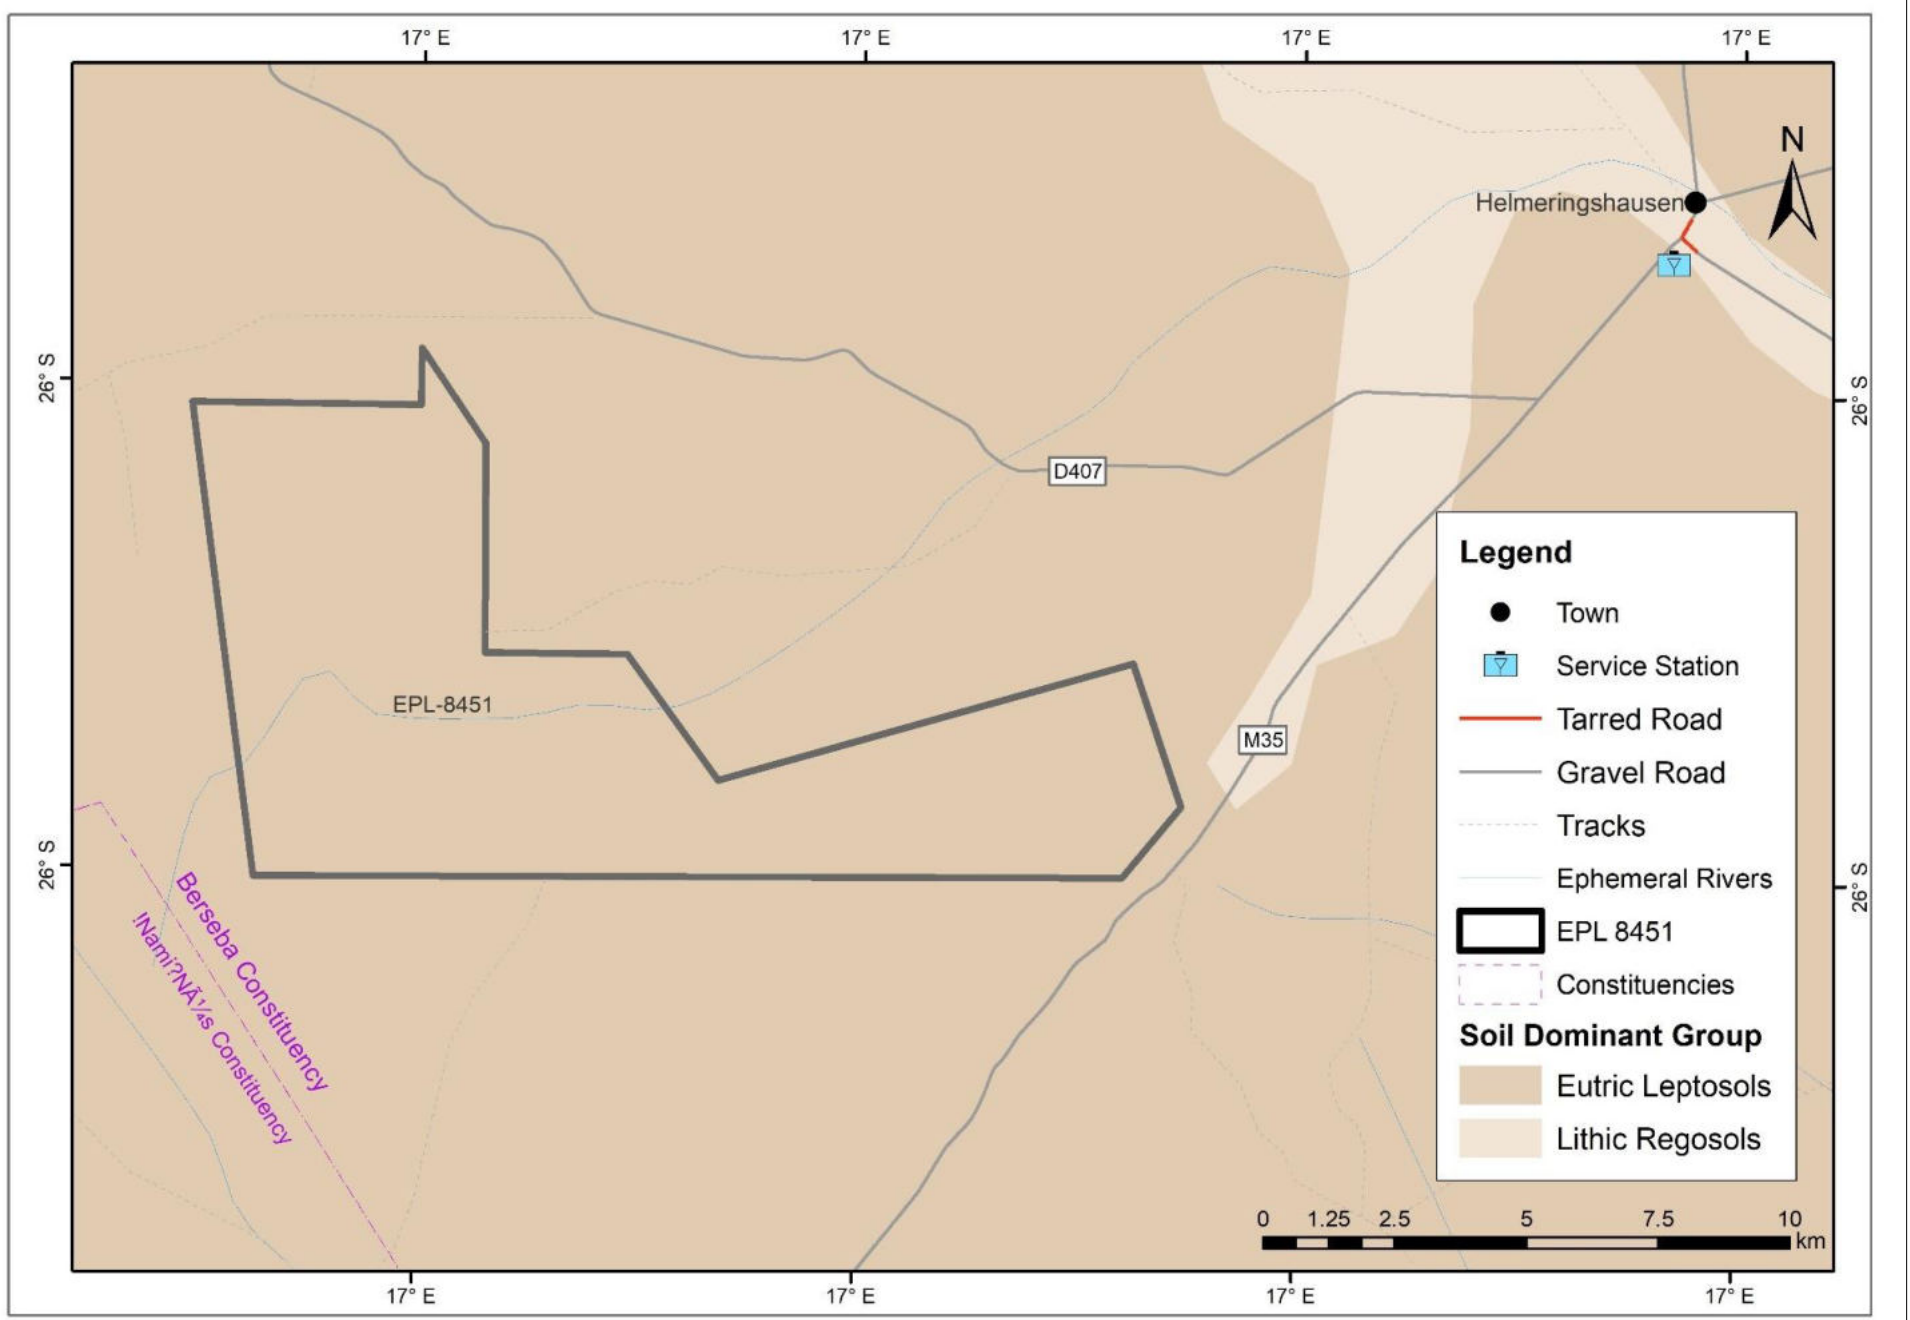 17° E
17° E
17° E
17° E
N
Helmeringshausen
26° S
26° S
D407
EPL-8451
M35
26° S
26° S
Berseba Constituency
!Nami?NÃ¼s Constituency
Legend
Town
Service Station
Tarred Road
Gravel Road
Tracks
Ephemeral Rivers
EPL 8451
Constituencies
Soil Dominant Group
Eutric Leptosols
Lithic Regosols
0 1.25 2.5 5 7.5 10
km
17° E
17° E
17° E
17° E